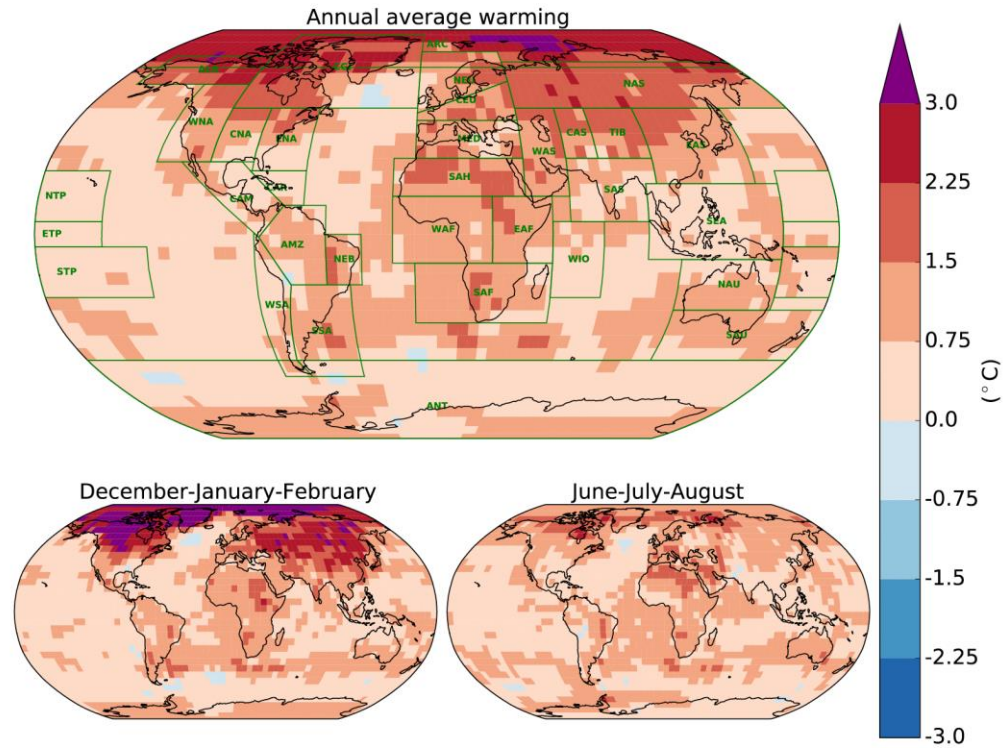 Annual average warming
ARC
CGI
NEU
NAS
CEU
WNA
CNA
ENA
MED
WAS
CAS
TIB
EAS
SAH
SAS
NTP
CAM
SEA
ETP
WAF
EAF
AMZ
NEB
WIO
STP
NAU
WSA
SAF
SSA
SAU
ANT
3.0
2.25
1.5
0.75
0.0
-0.75
-1.5
-2.25
-3.0
(°C)
December-January-February
June-July-August